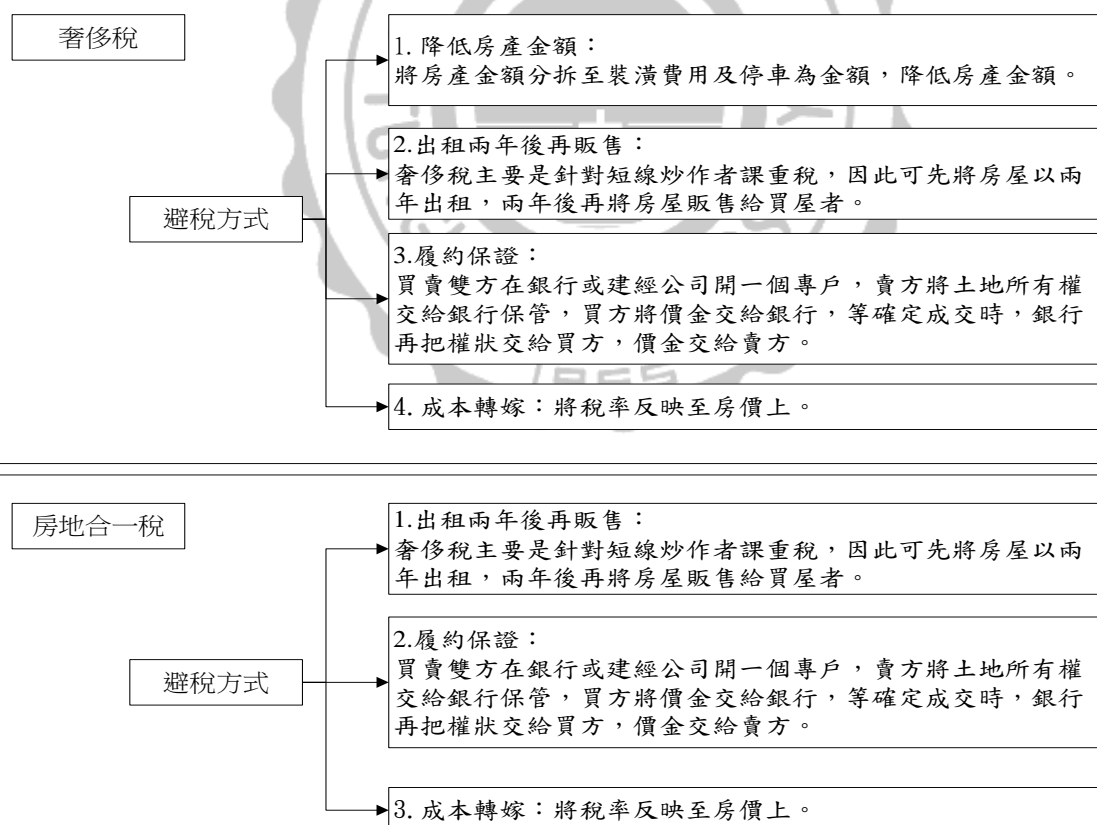 奢侈稅
1. 降低房產金額：
將房產金額分拆至裝潢費用及停車為金額，降低房產金額。
2.出租兩年後再販售：
奢侈稅主要是針對短線炒作者課重稅，因此可先將房屋以兩
年出租，兩年後再將房屋販售給買屋者。
避稅方式
3.履約保證：
買賣雙方在銀行或建經公司開一個專戶，賣方將土地所有權
交給銀行保管，買方將價金交給銀行，等確定成交時，銀行
再把權狀交給買方，價金交給賣方。
4. 成本轉嫁：將稅率反映至房價上。
房地合一稅
1.出租兩年後再販售：
奢侈稅主要是針對短線炒作者課重稅，因此可先將房屋以兩
年出租，兩年後再將房屋販售給買屋者。
避稅方式
2.履約保證：
買賣雙方在銀行或建經公司開一個專戶，賣方將土地所有權
交給銀行保管，買方將價金交給銀行，等確定成交時，銀行
再把權狀交給買方，價金交給賣方。
3. 成本轉嫁：將稅率反映至房價上。